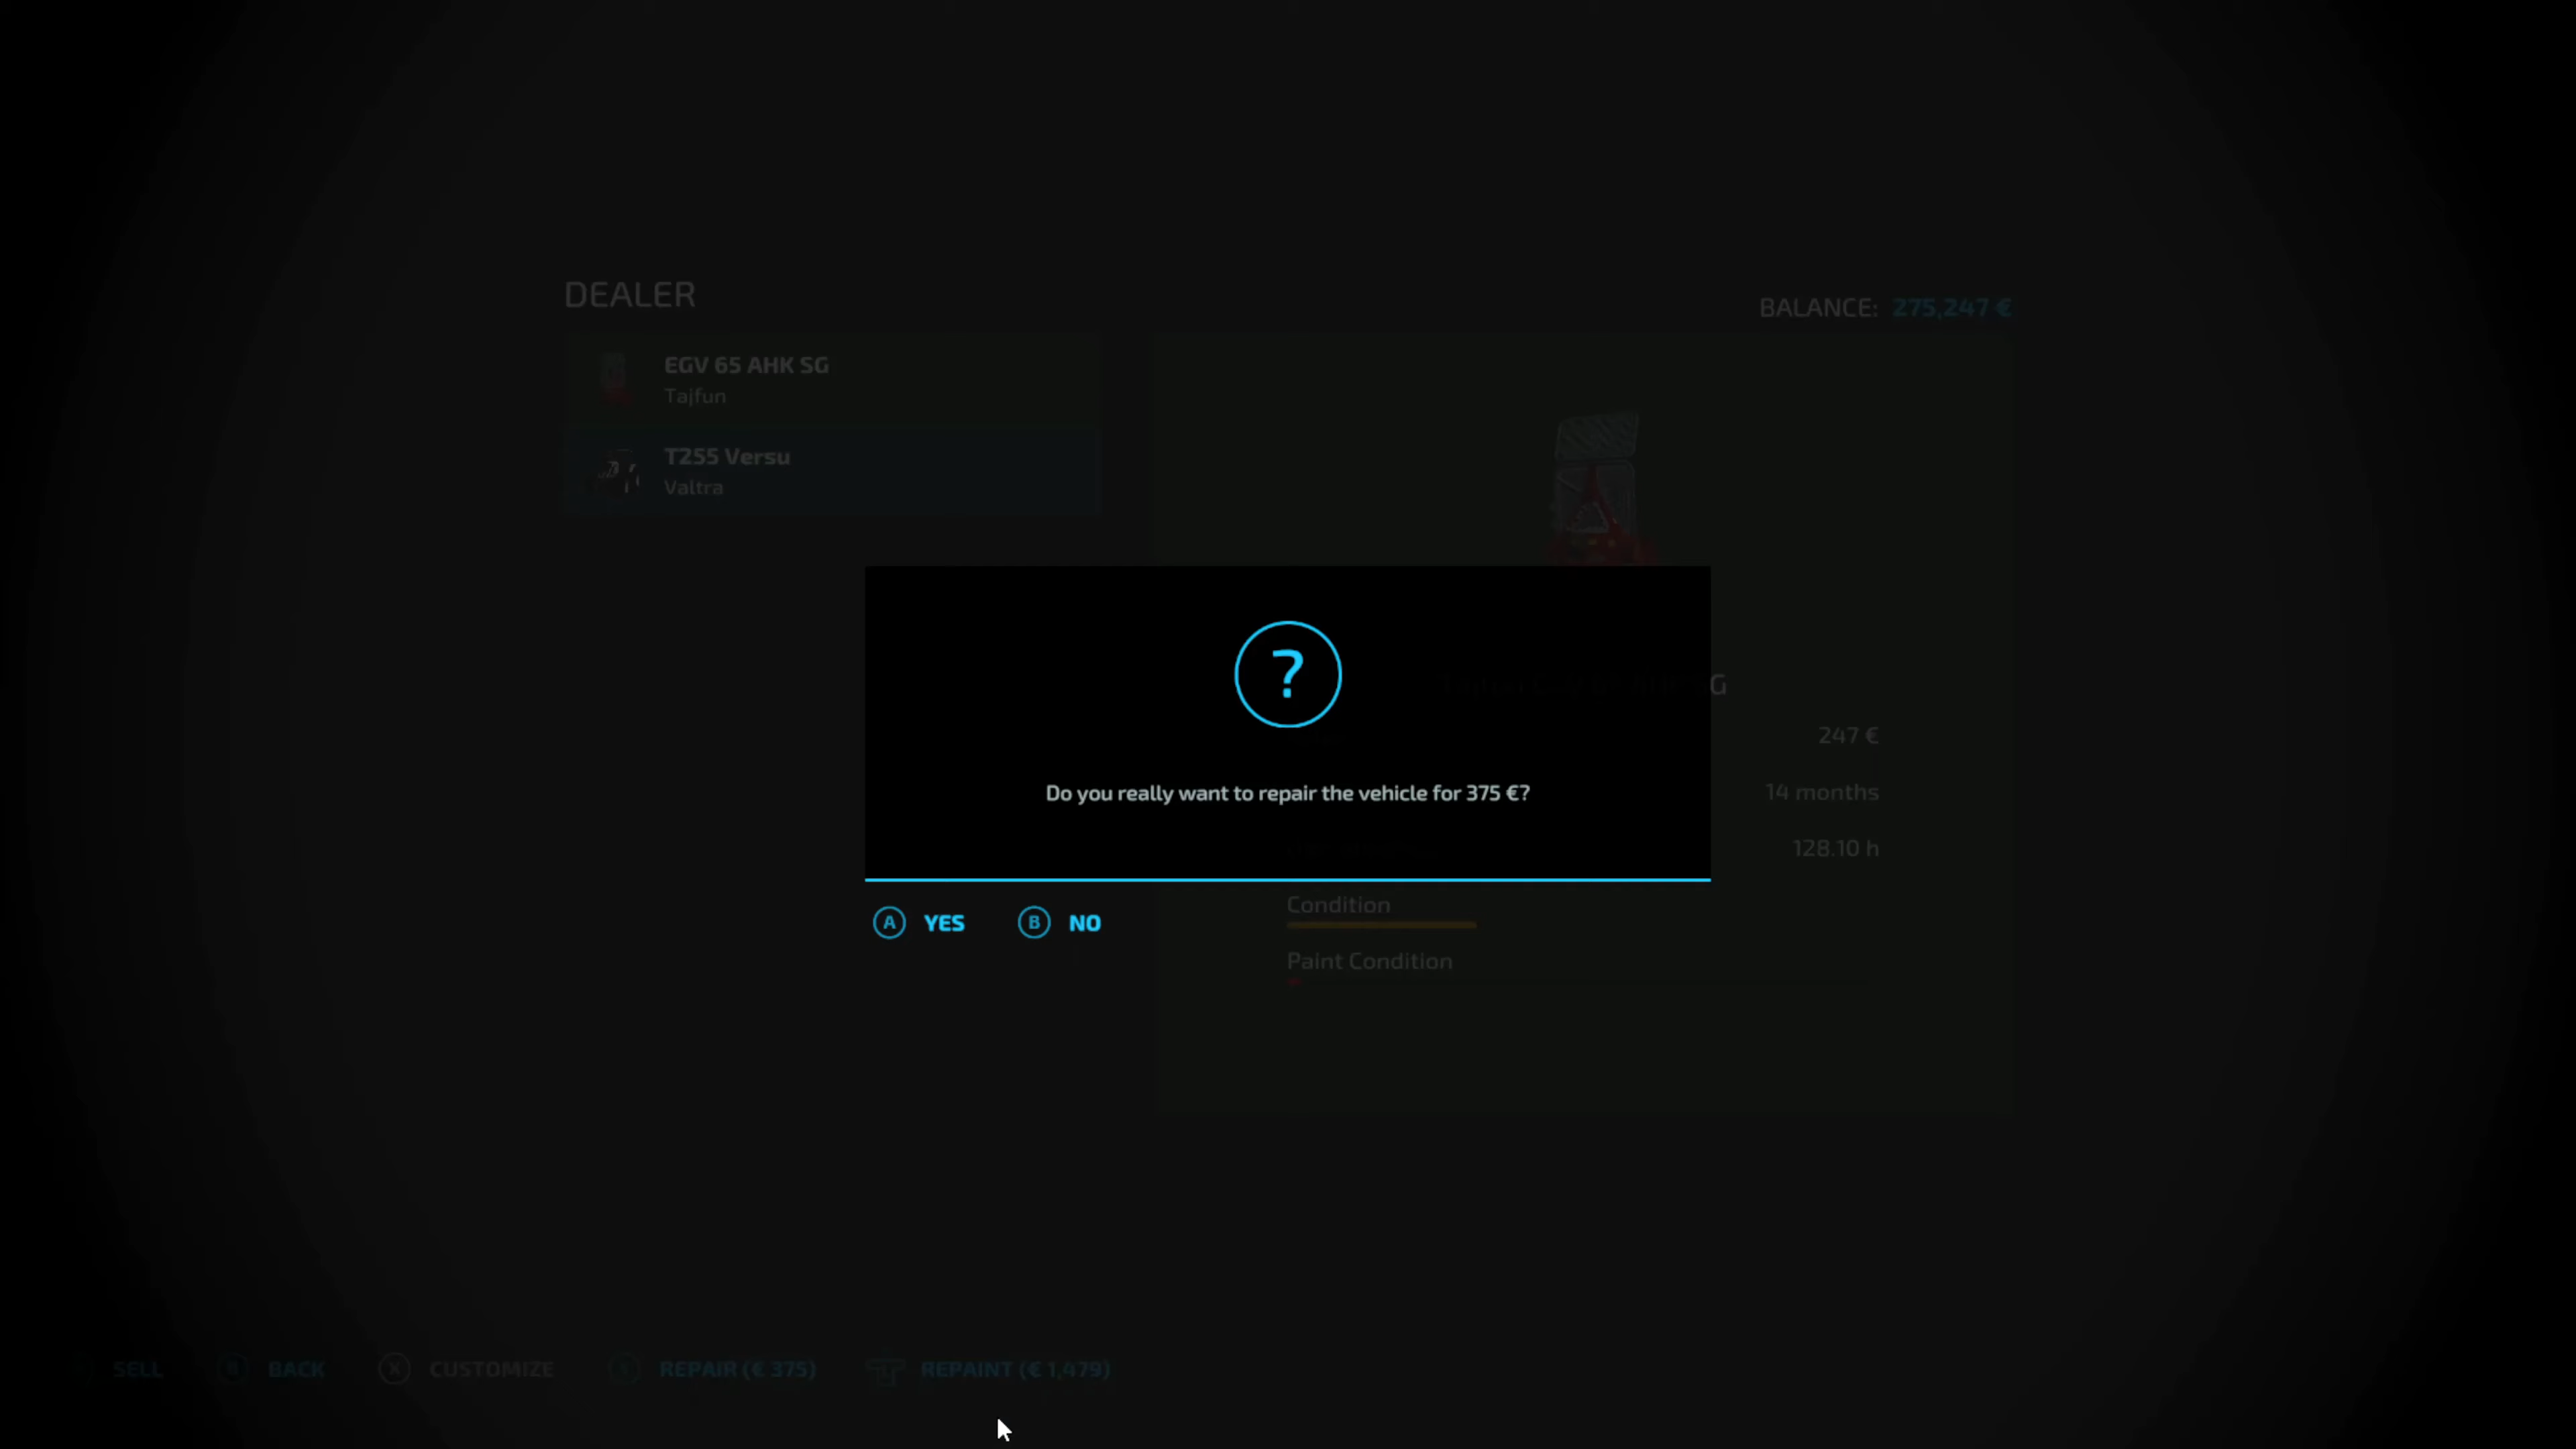 DEALER
BALANCE: 275,247 €
EGV 65 AHK SG
Tajfun
T255 Versu
Valtra
?
G
247 €
Do you really want to repair the vehicle for 375 €?
14 months
128.10 h
Condition
A YES B NO
Paint Condition
SELL B BACK X CUSTOMIZE REPAIR (€ 375) REPAINT (€ 1,479)